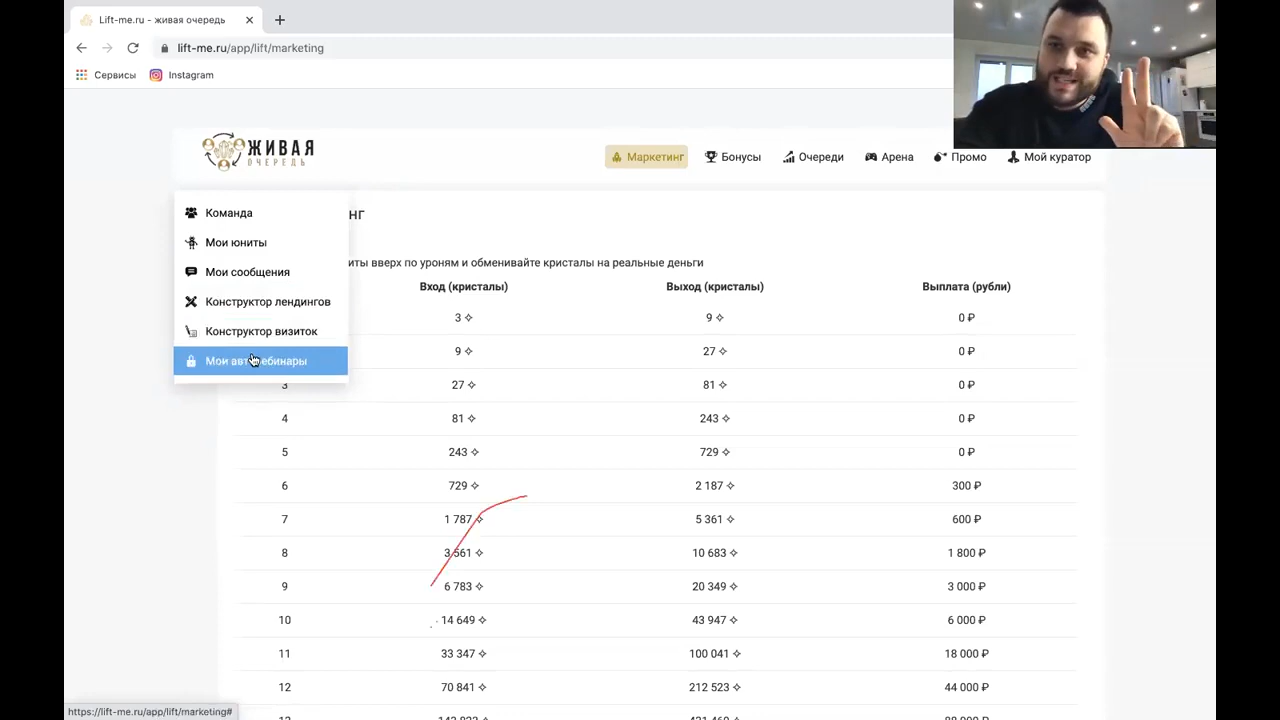 Lift-me.ru - живая очередь
lift-me.ru/app/lift/marketing
Сервисы
Instagram
ЖИВАЯ
ОЧЕРЕДЬ
Маркетинг
Бонусы
Очереди
Арена
Промо
Мой куратор
Команда
нг
Мои юниты
иты вверх по уроням и обменивайте кристалы на реальные деньги
Мои сообщения
Конструктор лендингов
Конструктор визиток
Мои автовебинары
Вход (кристалы) Выход (кристалы) Выплата (рубли)
3 9 0 ₽
9 27 0 ₽
3 27 81 0 ₽
4 81 243 0 ₽
5 243 729 0 ₽
6 729 2 187 300 ₽
7 1 787 5 361 600 ₽
8 3 561 10 683 1 800 ₽
9 6 783 20 349 3 000 ₽
10 14 649 43 947 6 000 ₽
11 33 347 100 041 18 000 ₽
12 70 841 212 523 44 000 ₽
https://lift-me.ru/app/lift/marketing#